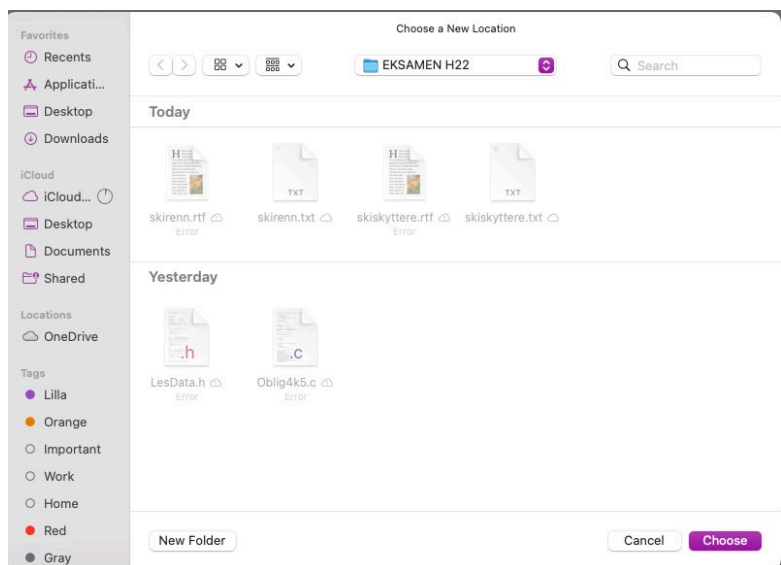 Choose a New Location
Favorites
Recents
Applicati...
Desktop
Downloads
iCloud
iCloud...
Desktop
Documents
Shared
Locations
OneDrive
Tags
Lilla
Orange
Important
Work
Home
Red
Gray
EKSAMEN H22
Search
Today
TXT
TXT
skirenn.rtf
skirenn.txt
skiskyttere.rtf
skiskyttere.txt
Error
Error
Yesterday
.h
.c
LesData.h
Oblig4k5.c
Error
Error
New Folder
Cancel
Choose